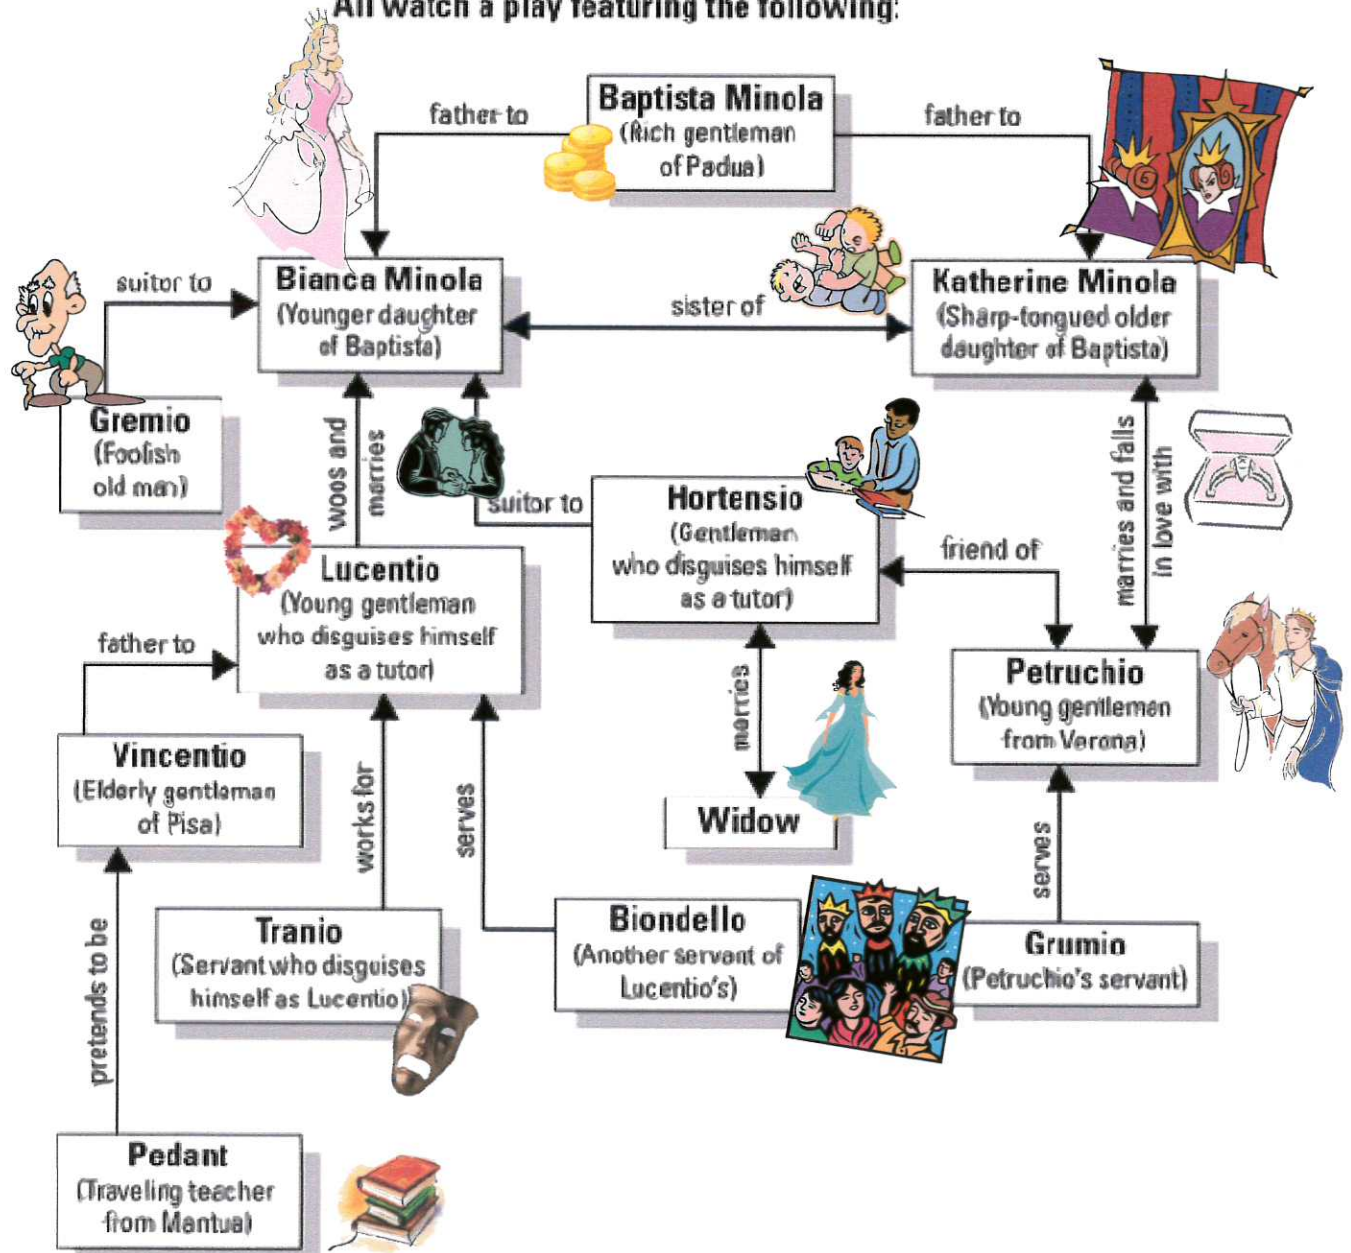 All watch a play featuring the following:
Baptista Minola
(Rich gentleman
of Padua)
father to
father to
Bianca Minola
(Younger daughter
of Baptista)
sister of
Katherine Minola
(Sharp-tongued older
daughter of Baptista)
suitor to
Gremio
(Foolish
old man)
woos and
marries
suitor to
Hortensio
(Gentleman
who disguises himself
as a tutor)
friend of
marries and falls
in love with
Lucentio
(Young gentleman
who disguises himself
as a tutor)
father to
Petruchio
(Young gentleman
from Verona)
Vincentio
(Elderly gentleman
of Pisa)
works for
serves
marries
Widow
serves
pretends to be
Tranio
(Servant who disguises
himself as Lucentio)
Biondello
(Another servant of
Lucentio's)
Grumio
(Petruchio's servant)
Pedant
(Traveling teacher
from Mantua)